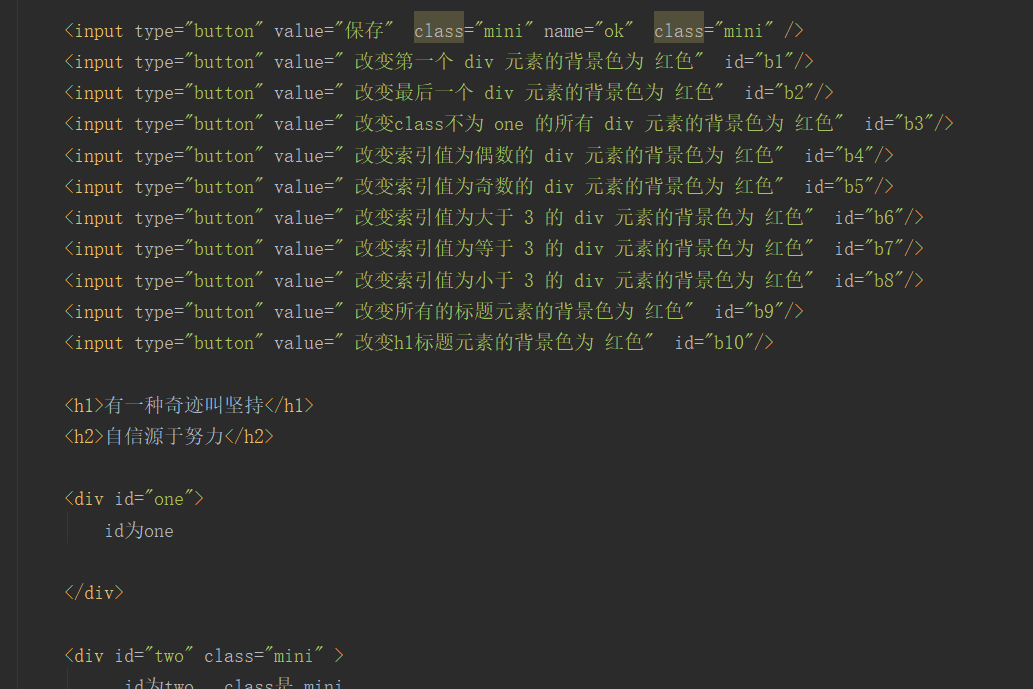 <input type="button" value="保存"  class="mini" name="ok"  class="mini" />
<input type="button" value=" 改变第一个 div 元素的背景色为 红色"  id="b1"/>
<input type="button" value=" 改变最后一个 div 元素的背景色为 红色"  id="b2"/>
<input type="button" value=" 改变class不为 one 的所有 div 元素的背景色为 红色"  id="b3"/>
<input type="button" value=" 改变索引值为偶数的 div 元素的背景色为 红色"  id="b4"/>
<input type="button" value=" 改变索引值为奇数的 div 元素的背景色为 红色"  id="b5"/>
<input type="button" value=" 改变索引值为大于 3 的 div 元素的背景色为 红色"  id="b6"/>
<input type="button" value=" 改变索引值为等于 3 的 div 元素的背景色为 红色"  id="b7"/>
<input type="button" value=" 改变索引值为小于 3 的 div 元素的背景色为 红色"  id="b8"/>
<input type="button" value=" 改变所有的标题元素的背景色为 红色"  id="b9"/>
<input type="button" value=" 改变h1标题元素的背景色为 红色"  id="b10"/>
<h1>有一种奇迹叫坚持</h1>
<h2>自信源于努力</h2>
<div id="one">
id为one
</div>
<div id="two" class="mini" >
id为two   class是 mini